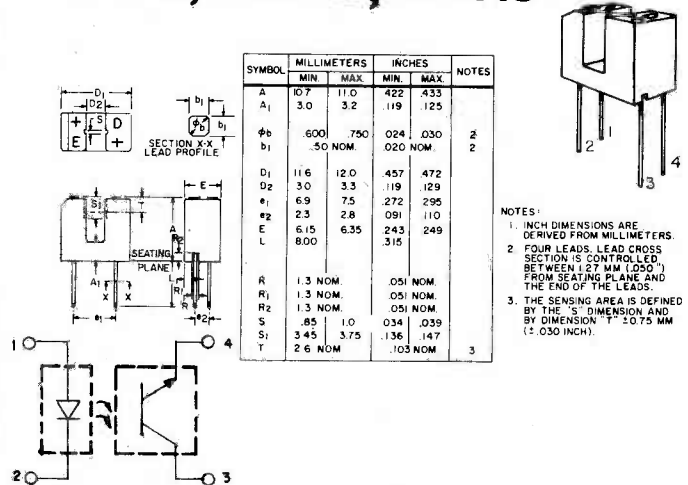 SYMBOL MILLIMETERS INCHES NOTES
MIN. MAX. MIN. MAX.
A 10.7 11.0 .422 .433
A1 3.0 3.2 .119 .125
φb .600 .750 024 .030 2
b1 .50 NOM. .020 NOM. 2
D1 11.6 12.0 .457 .472
D2 3.0 3.3 .119 .129
e1 6.9 7.5 .272 .295
e2 2.3 2.8 .091 .110
E 6.15 6.35 .243 .249
L 8.00 .315
R 1.3 NOM. .051 NOM.
R1 1.3 NOM. .051 NOM.
R2 1.3 NOM. .051 NOM.
S .85 1.0 .034 .039
S1 3.45 3.75 .136 .147
T 2.6 NOM .103 NOM 3
D1
D2
S
+ D
E +
b1
φb b1
SECTION X-X
LEAD PROFILE
E
S1 T
A
R2
SEATING
PLANE
A1 L
X X
R1
R
e1 e2
1 4
2 3
2 1 3 4
NOTES:
1. INCH DIMENSIONS ARE
DERIVED FROM MILLIMETERS.
2. FOUR LEADS. LEAD CROSS
SECTION IS CONTROLLED
BETWEEN 1.27 MM (.050")
FROM SEATING PLANE AND
THE END OF THE LEADS.
3. THE SENSING AREA IS DEFINED
BY THE "S" DIMENSION AND
BY DIMENSION "T" ±0.75 MM
(±.030 INCH).